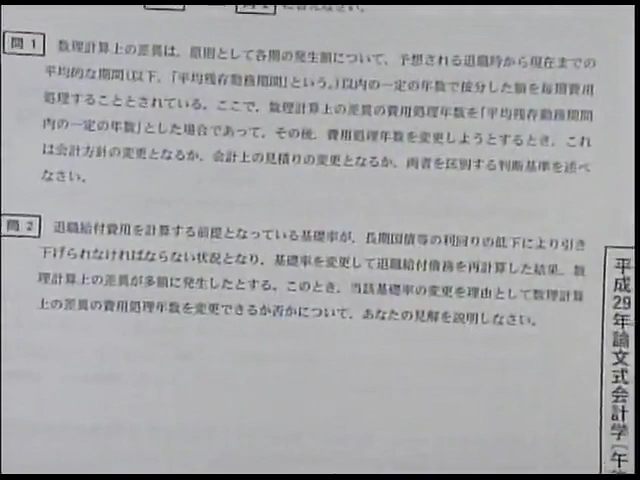 に答えなさい。
問 1 数理計算上の差異は、原則として各期の発生額について、予想される退職時から現在までの
平均的な期間(以下、「平均残存勤務期間」という。)以内の一定の年数で按分した額を毎期費用
処理することとされている。ここで、数理計算上の差異の費用処理年数を「平均残存勤務期間
内の一定の年数」とした場合であって、その後、費用処理年数を変更しようとするとき、これ
は会計方針の変更となるか、会計上の見積りの変更となるか、両者を区別する判断基準を述べ
なさい。
問 2 退職給付費用を計算する前提となっている基礎率が、長期国債等の利回りの低下により引き
下げられなければならない状況となり、基礎率を変更して退職給付債務を再計算した結果、数
理計算上の差異が多額に発生したとする。このとき、当該基礎率の変更を理由として数理計算
上の差異の費用処理年数を変更できるか否かについて、あなたの見解を説明しなさい。
平成29年論文式会計学(午